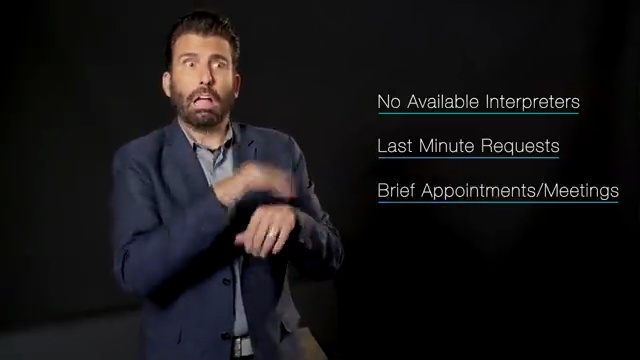 No Available Interpreters
Last Minute Requests
Brief Appointments/Meetings